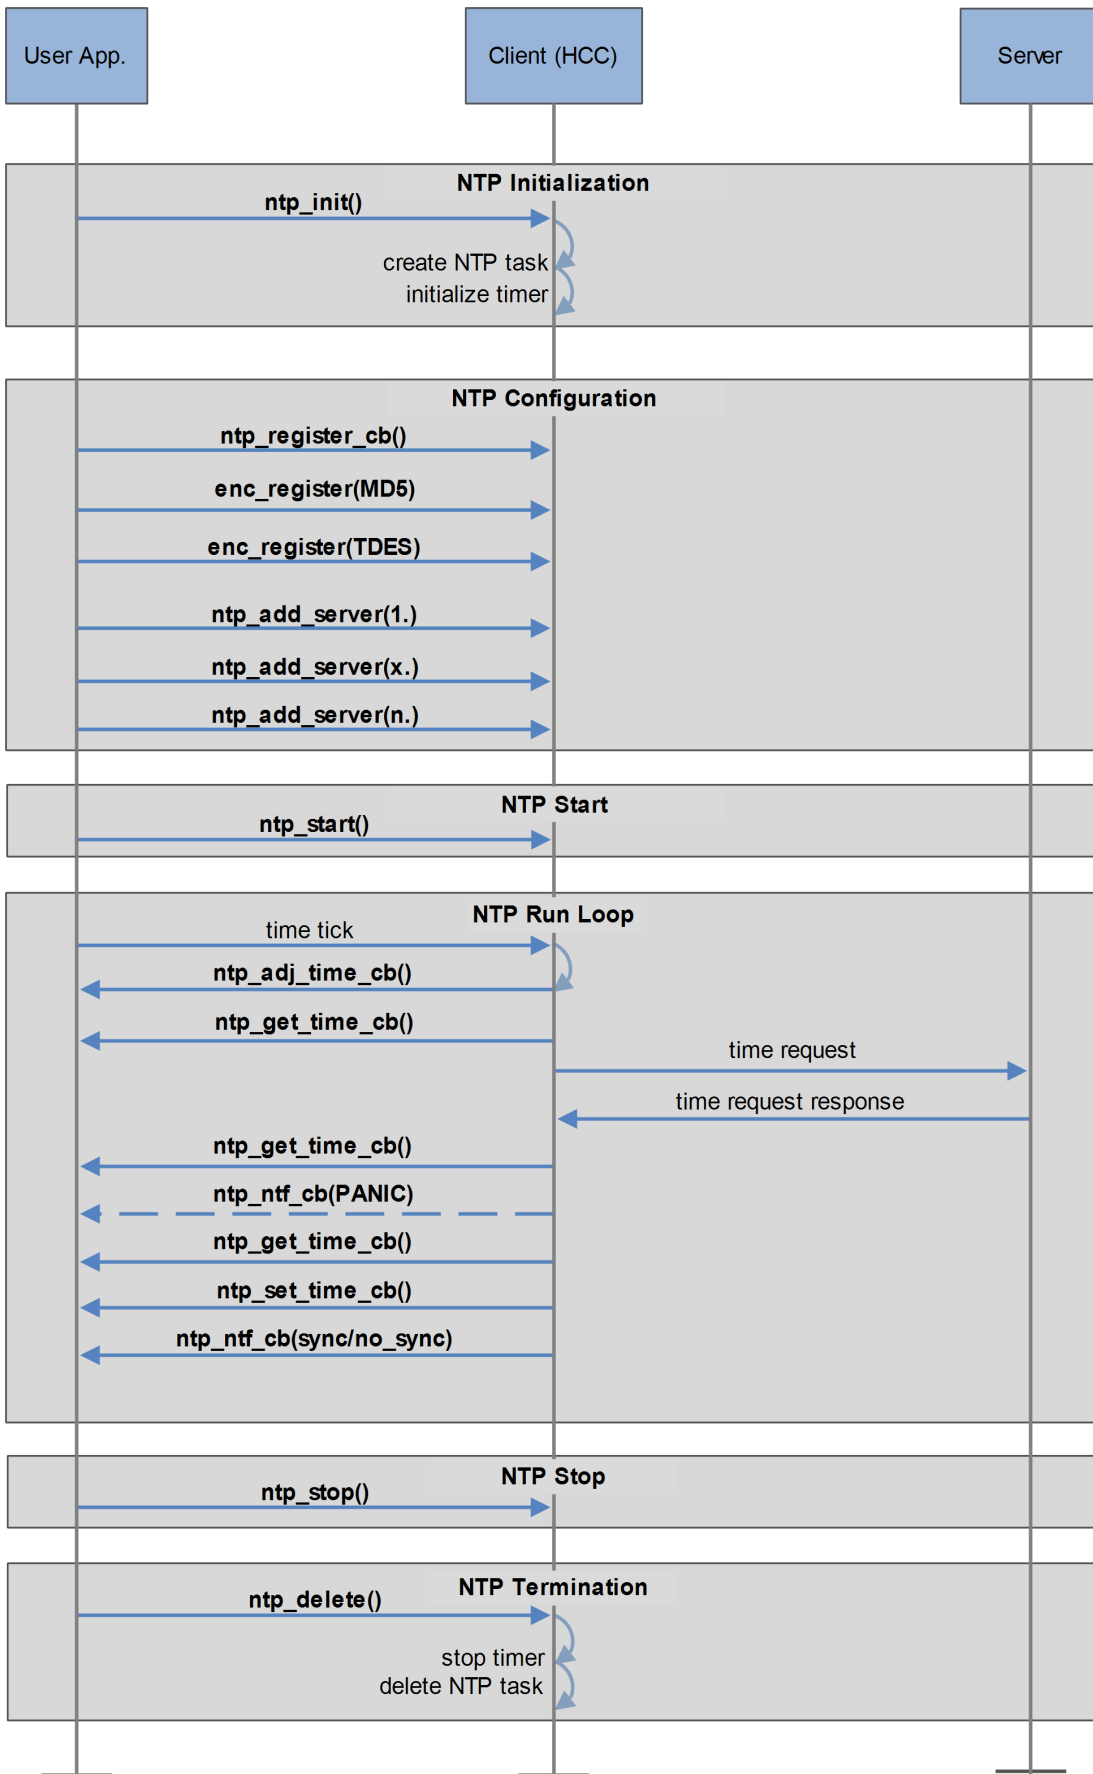 User App.
Client (HCC)
Server
NTP Initialization
ntp_init()
create NTP task
initialize timer
NTP Configuration
ntp_register_cb()
enc_register(MD5)
enc_register(TDES)
ntp_add_server(1.)
ntp_add_server(x.)
ntp_add_server(n.)
NTP Start
ntp_start()
NTP Run Loop
time tick
ntp_adj_time_cb()
ntp_get_time_cb()
time request
time request response
ntp_get_time_cb()
ntp_ntf_cb(PANIC)
ntp_get_time_cb()
ntp_set_time_cb()
ntp_ntf_cb(sync/no_sync)
NTP Stop
ntp_stop()
NTP Termination
ntp_delete()
stop timer
delete NTP task